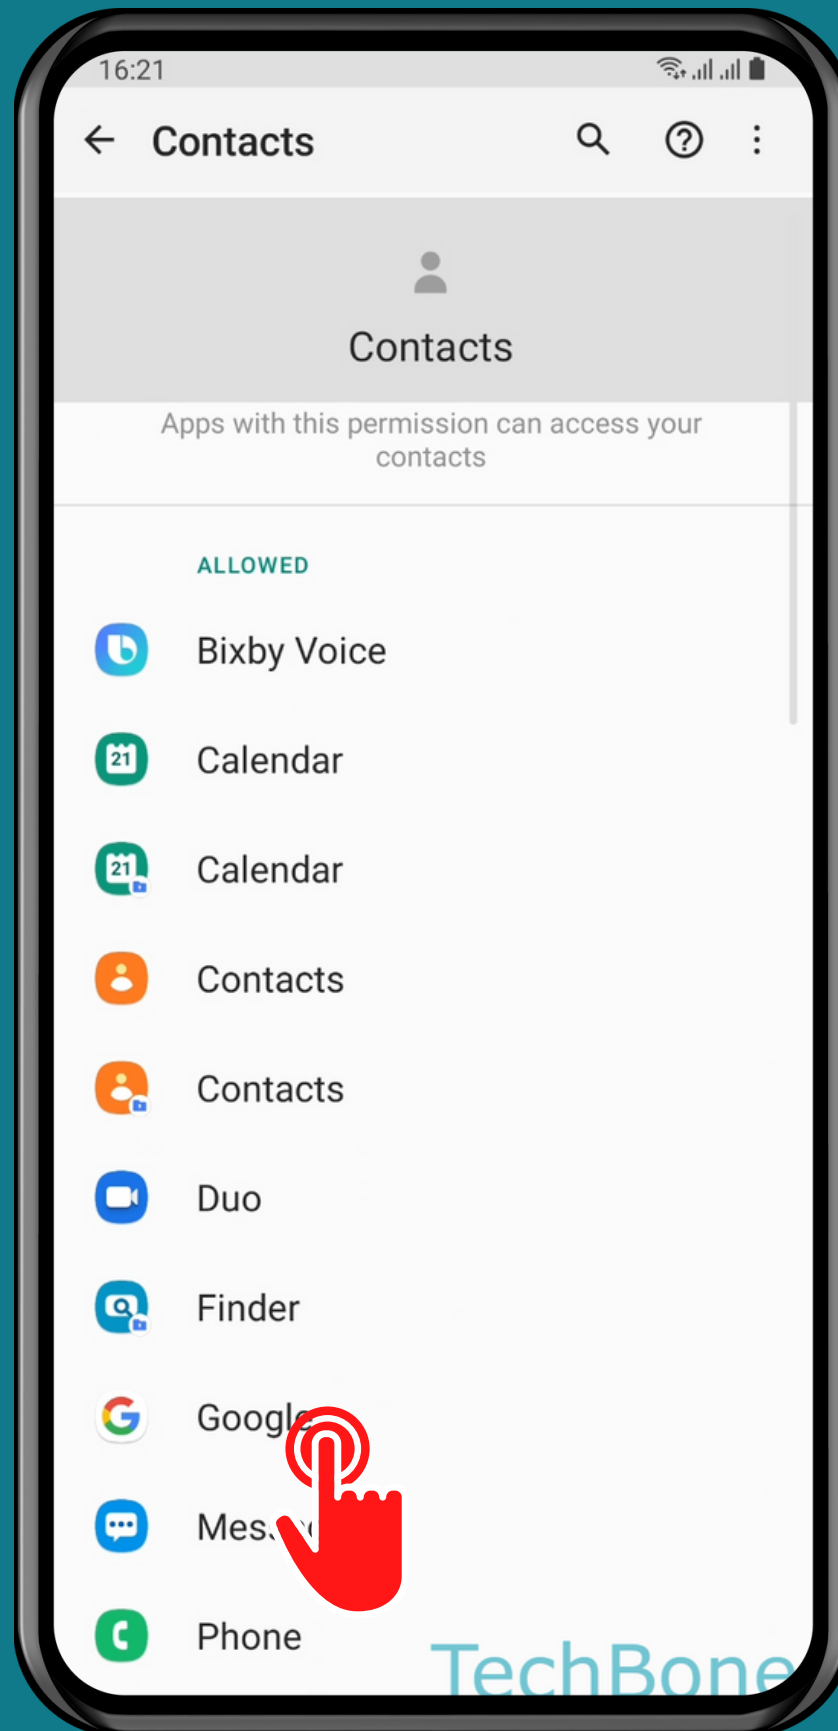 16:21
Contacts
Contacts
Apps with this permission can access your
contacts
ALLOWED
Bixby Voice
21
Calendar
21
Calendar
Contacts
Contacts
Duo
Finder
Google
Phone
TechBone